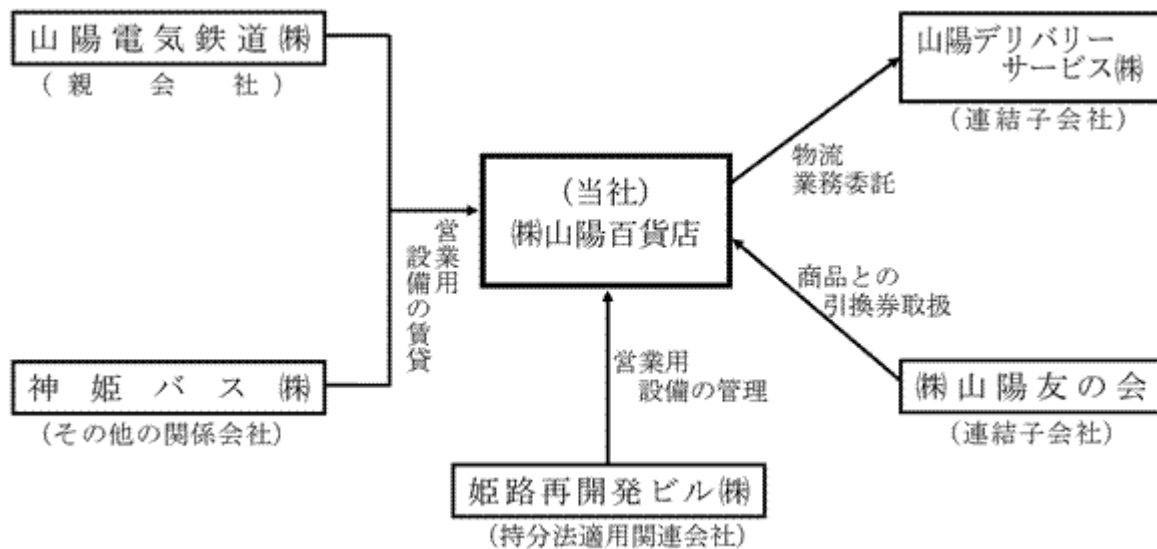 山陽電気鉄道㈱
(親会社)
山陽デリバリー
サービス㈱
(連結子会社)
物流
業務委託
(当社)
㈱山陽百貨店
営業用
設備の賃貸
商品との
引換券取扱
神姫バス㈱
(その他の関係会社)
営業用
設備の管理
㈱山陽友の会
(連結子会社)
姫路再開発ビル㈱
(持分法適用関連会社)